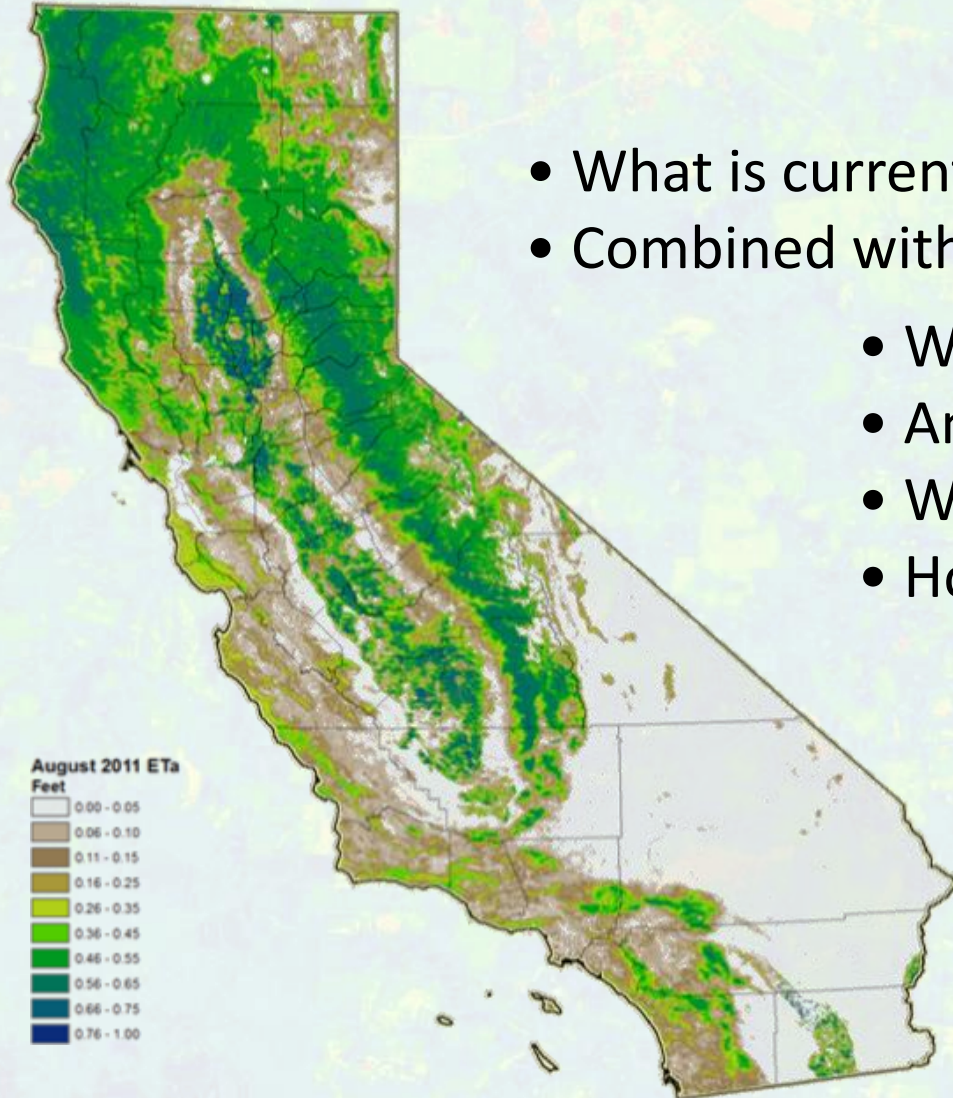 • What is current
• Combined with
• W
• Ar
• W
• Ho
August 2011 ETa
Feet
0.00 - 0.05
0.06 - 0.10
0.11 - 0.15
0.16 - 0.25
0.26 - 0.35
0.36 - 0.45
0.46 - 0.55
0.56 - 0.65
0.66 - 0.75
0.76 - 1.00